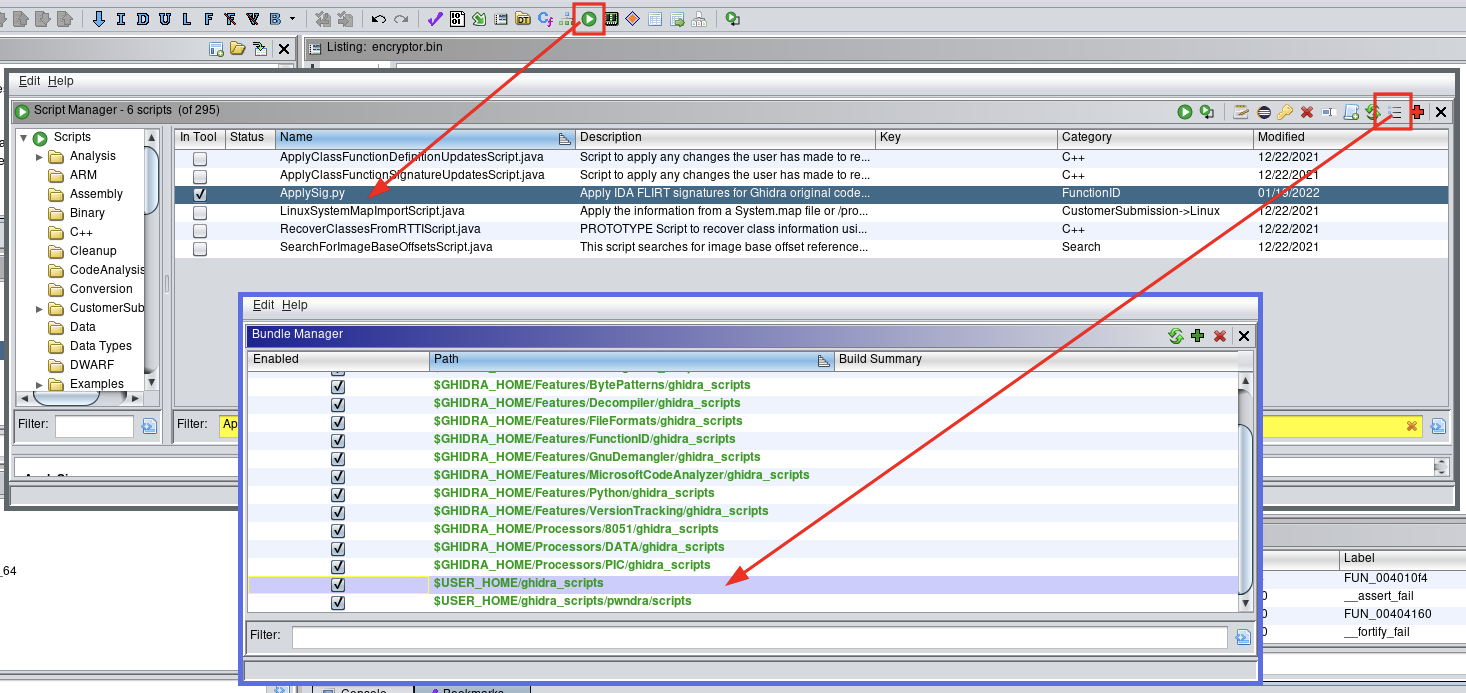 I D U L F B
Listing: encryptor.bin
Edit Help
Script Manager - 6 scripts (of 295)
Scripts
Analysis
ARM
Assembly
Binary
C++
Cleanup
CodeAnalysis
Conversion
CustomerSub
Data
Data Types
DWARF
Examples
Filter:
In Tool Status Name Description Key Category Modified
ApplyClassFunctionDefinitionUpdatesScript.java Script to apply any changes the user has made to re... C++ 12/22/2021
ApplyClassFunctionSignatureUpdatesScript.java Script to apply any changes the user has made to re... C++ 12/22/2021
ApplySig.py Apply IDA FLIRT signatures for Ghidra original code... FunctionID 01/19/2022
LinuxSystemMapImportScript.java Apply the information from a System.map file or /pro... CustomerSubmission->Linux 12/22/2021
RecoverClassesFromRTTIScript.java PROTOTYPE Script to recover class information usi... C++ 12/22/2021
SearchForImageBaseOffsetsScript.java This script searches for image base offset reference... Search 12/22/2021
Filter: Ap
Edit Help
Bundle Manager
Enabled Path Build Summary
$GHIDRA_HOME/Features/BytePatterns/ghidra_scripts
$GHIDRA_HOME/Features/Decompiler/ghidra_scripts
$GHIDRA_HOME/Features/FileFormats/ghidra_scripts
$GHIDRA_HOME/Features/FunctionID/ghidra_scripts
$GHIDRA_HOME/Features/GnuDemangler/ghidra_scripts
$GHIDRA_HOME/Features/MicrosoftCodeAnalyzer/ghidra_scripts
$GHIDRA_HOME/Features/Python/ghidra_scripts
$GHIDRA_HOME/Features/VersionTracking/ghidra_scripts
$GHIDRA_HOME/Processors/8051/ghidra_scripts
$GHIDRA_HOME/Processors/DATA/ghidra_scripts
$GHIDRA_HOME/Processors/PIC/ghidra_scripts
$USER_HOME/ghidra_scripts
$USER_HOME/ghidra_scripts/pwndra/scripts
Filter:
_64
Label
FUN_004010f4
__assert_fail
FUN_00404160
__fortify_fail
Console
Bookmarks